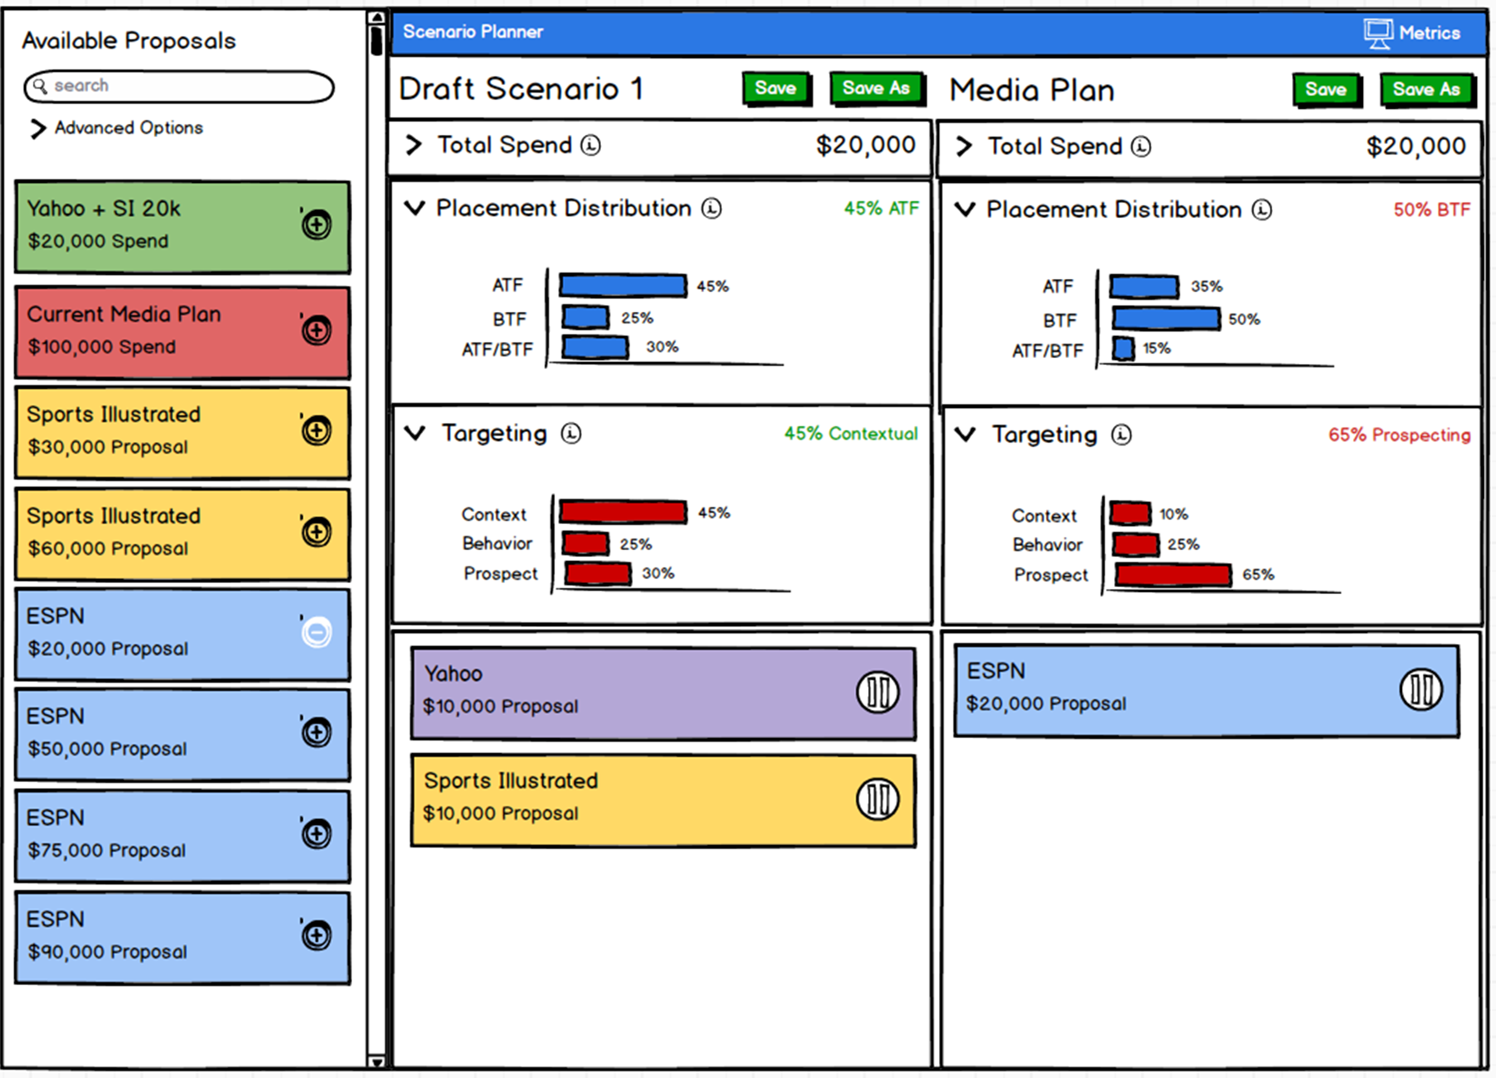 Available Proposals
search
Advanced Options
Yahoo + SI 20k
$20,000 Spend
Current Media Plan
$100,000 Spend
Sports Illustrated
$30,000 Proposal
Sports Illustrated
$60,000 Proposal
ESPN
$20,000 Proposal
ESPN
$50,000 Proposal
ESPN
$75,000 Proposal
ESPN
$90,000 Proposal
Scenario Planner
Metrics
Draft Scenario 1
Save
Save As
Total Spend
$20,000
Placement Distribution
45% ATF
ATF 45%
BTF 25%
ATF/BTF 30%
Targeting
45% Contextual
Context 45%
Behavior 25%
Prospect 30%
Yahoo
$10,000 Proposal
Sports Illustrated
$10,000 Proposal
Media Plan
Save
Save As
Total Spend
$20,000
Placement Distribution
50% BTF
ATF 35%
BTF 50%
ATF/BTF 15%
Targeting
65% Prospecting
Context 10%
Behavior 25%
Prospect 65%
ESPN
$20,000 Proposal